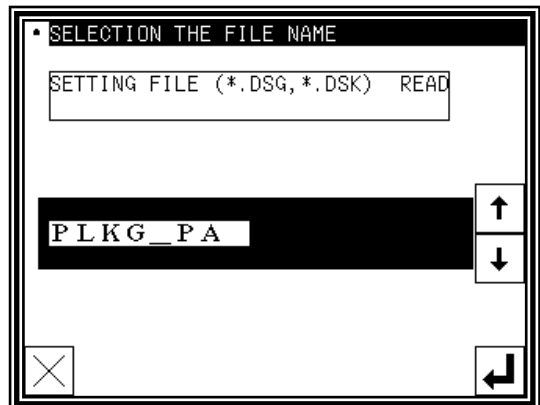 SELECTION THE FILE NAME
SETTING FILE (*.DSG,*.DSK) READ
PLKG_PA